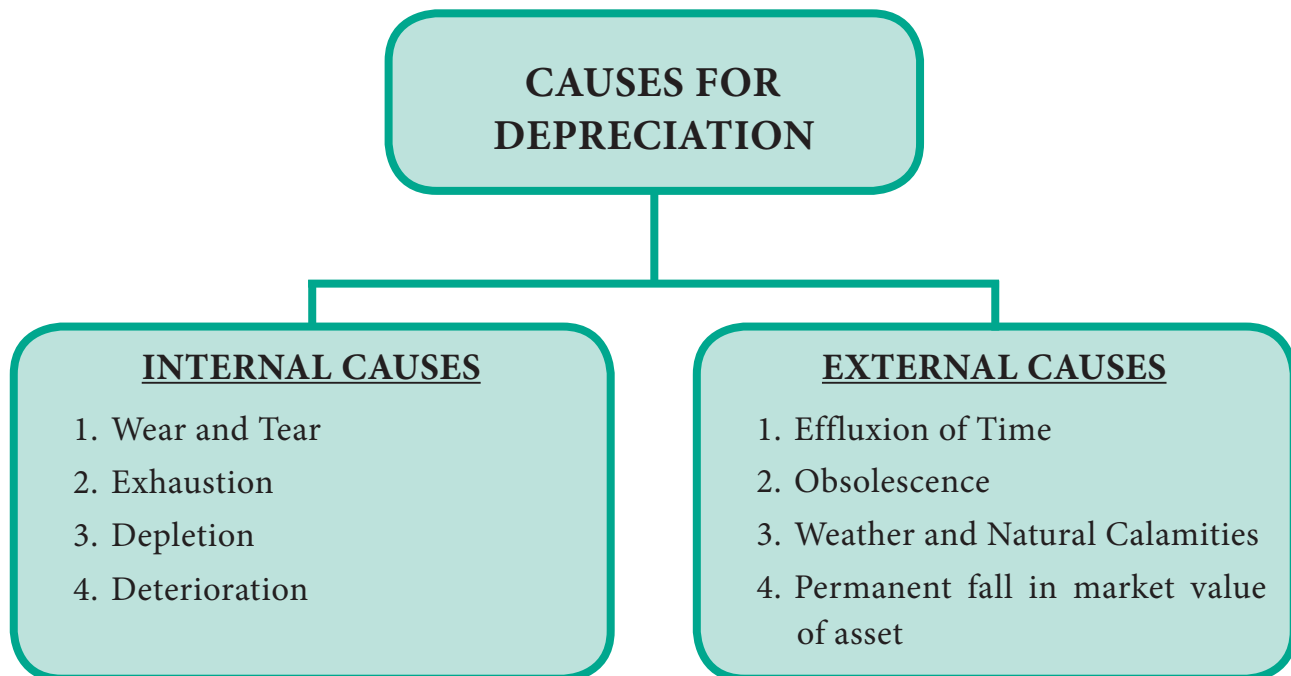 CAUSES FOR
DEPRECIATION
INTERNAL CAUSES
1. Wear and Tear
2. Exhaustion
3. Depletion
4. Deterioration
EXTERNAL CAUSES
1. Effluxion of Time
2. Obsolescence
3. Weather and Natural Calamities
4. Permanent fall in market value
of asset